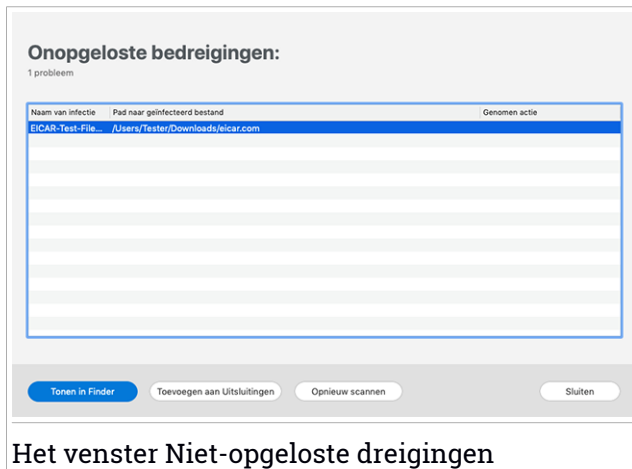 Onopgeloste bedreigingen:
1 probleem
Naam van infectie Pad naar geïnfecteerd bestand Genomen actie
EICAR-Test-File... /Users/Tester/Downloads/eicar.com
Tonen in Finder Toevoegen aan Uitsluitingen Opnieuw scannen Sluiten
Het venster Niet-opgeloste dreigingen